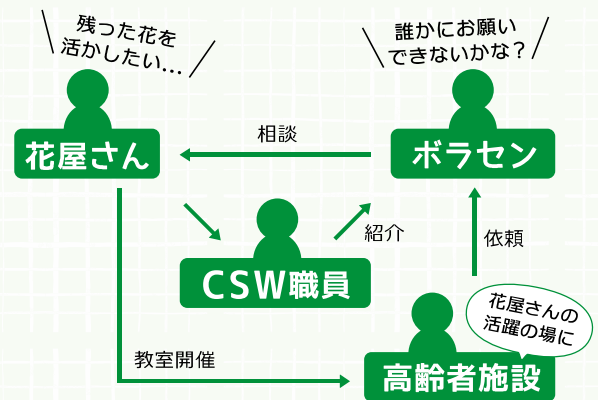 残った花を
活かしたい…
誰かにお願い
できないかな？
花屋さん
相談
ボラセン
紹介
依頼
CSW職員
花屋さんの
活躍の場に
教室開催
高齢者施設